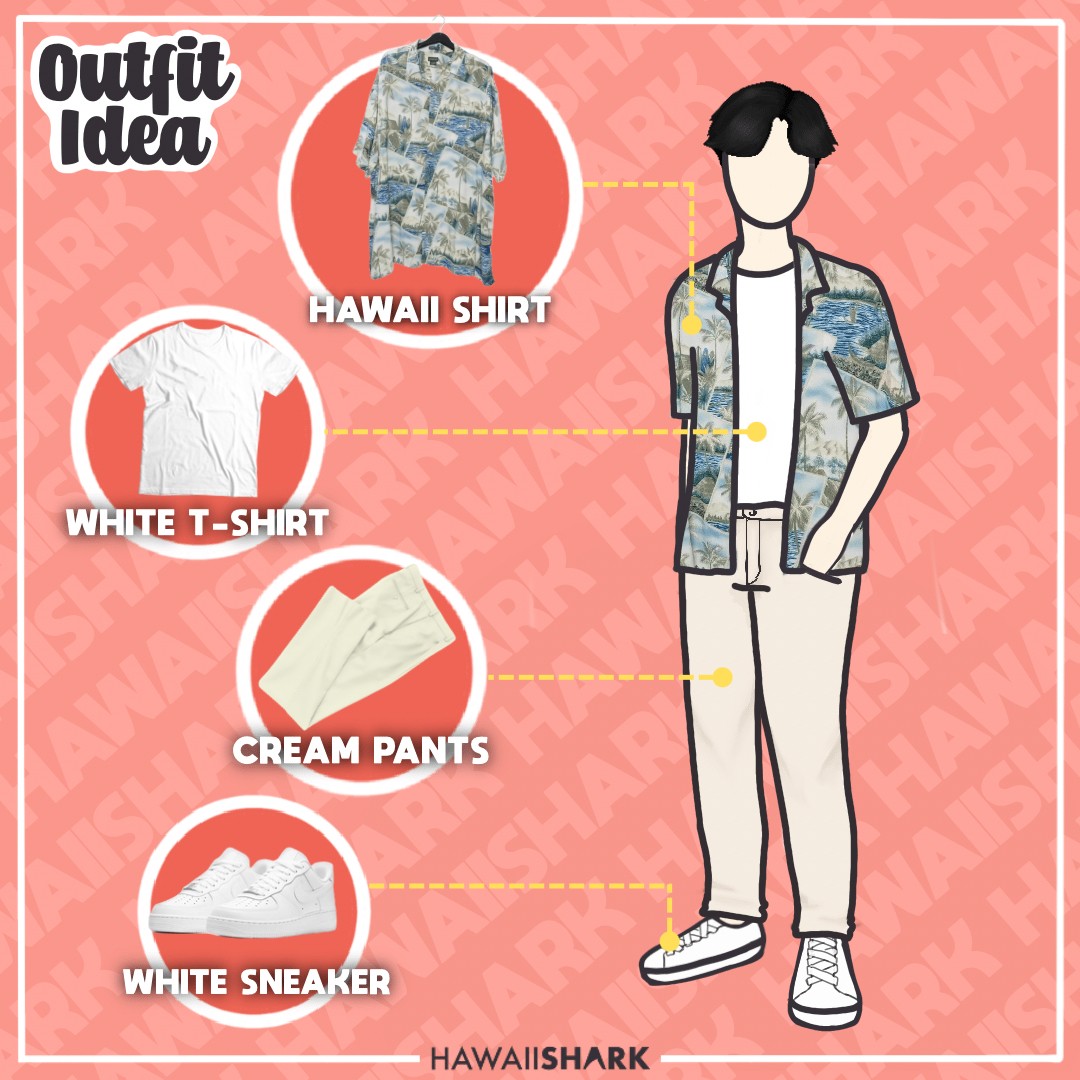 Outfit
Idea
HAWAII SHIRT
WHITE T-SHIRT
CREAM PANTS
WHITE SNEAKER
HAWAIISHARK